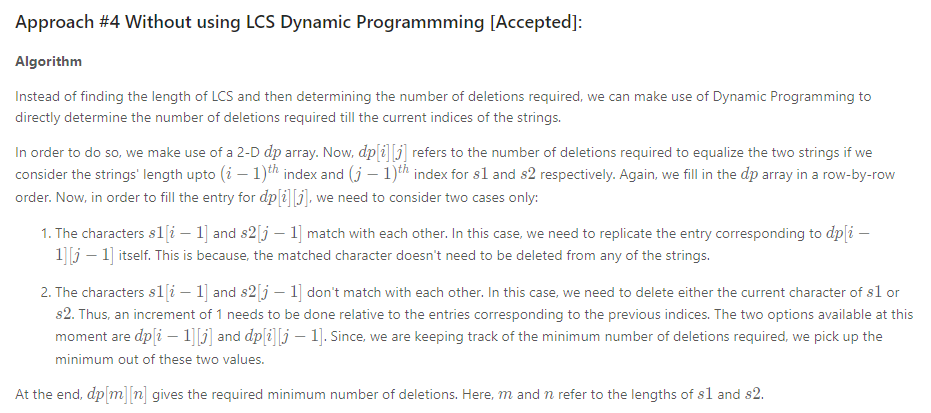 Approach #4 Without using LCS Dynamic Programmming [Accepted]:
Algorithm
Instead of finding the length of LCS and then determining the number of deletions required, we can make use of Dynamic Programming to
directly determine the number of deletions required till the current indices of the strings.
In order to do so, we make use of a 2-D dp array. Now, dp[i][j] refers to the number of deletions required to equalize the two strings if we
consider the strings' length upto (i − 1)th index and (j − 1)th index for s1 and s2 respectively. Again, we fill in the dp array in a row-by-row
order. Now, in order to fill the entry for dp[i][j], we need to consider two cases only:
1. The characters s1[i − 1] and s2[j − 1] match with each other. In this case, we need to replicate the entry corresponding to dp[i −
1][j − 1] itself. This is because, the matched character doesn't need to be deleted from any of the strings.
2. The characters s1[i − 1] and s2[j − 1] don't match with each other. In this case, we need to delete either the current character of s1 or
s2. Thus, an increment of 1 needs to be done relative to the entries corresponding to the previous indices. The two options available at this
moment are dp[i − 1][j] and dp[i][j − 1]. Since, we are keeping track of the minimum number of deletions required, we pick up the
minimum out of these two values.
At the end, dp[m][n] gives the required minimum number of deletions. Here, m and n refer to the lengths of s1 and s2.